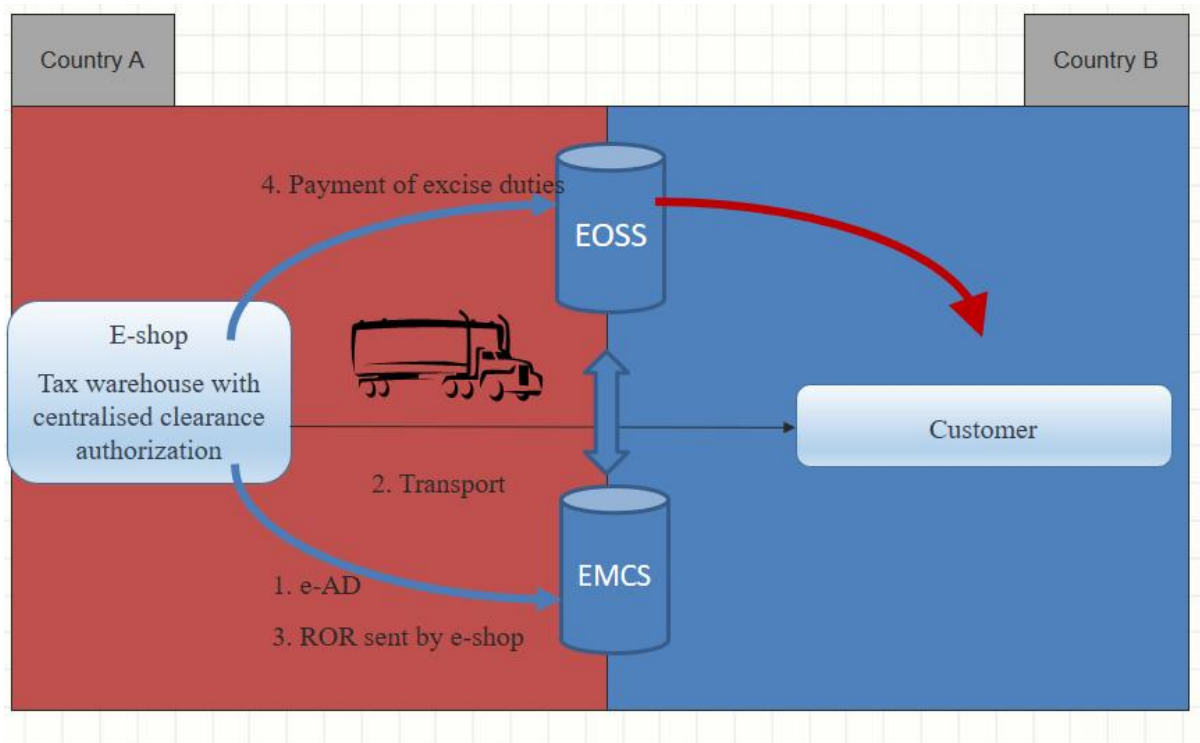 Country A
Country B
4. Payment of excise duties
EOSS
E-shop
Tax warehouse with
centralised clearance
authorization
Customer
2. Transport
EMCS
1. e-AD
3. ROR sent by e-shop